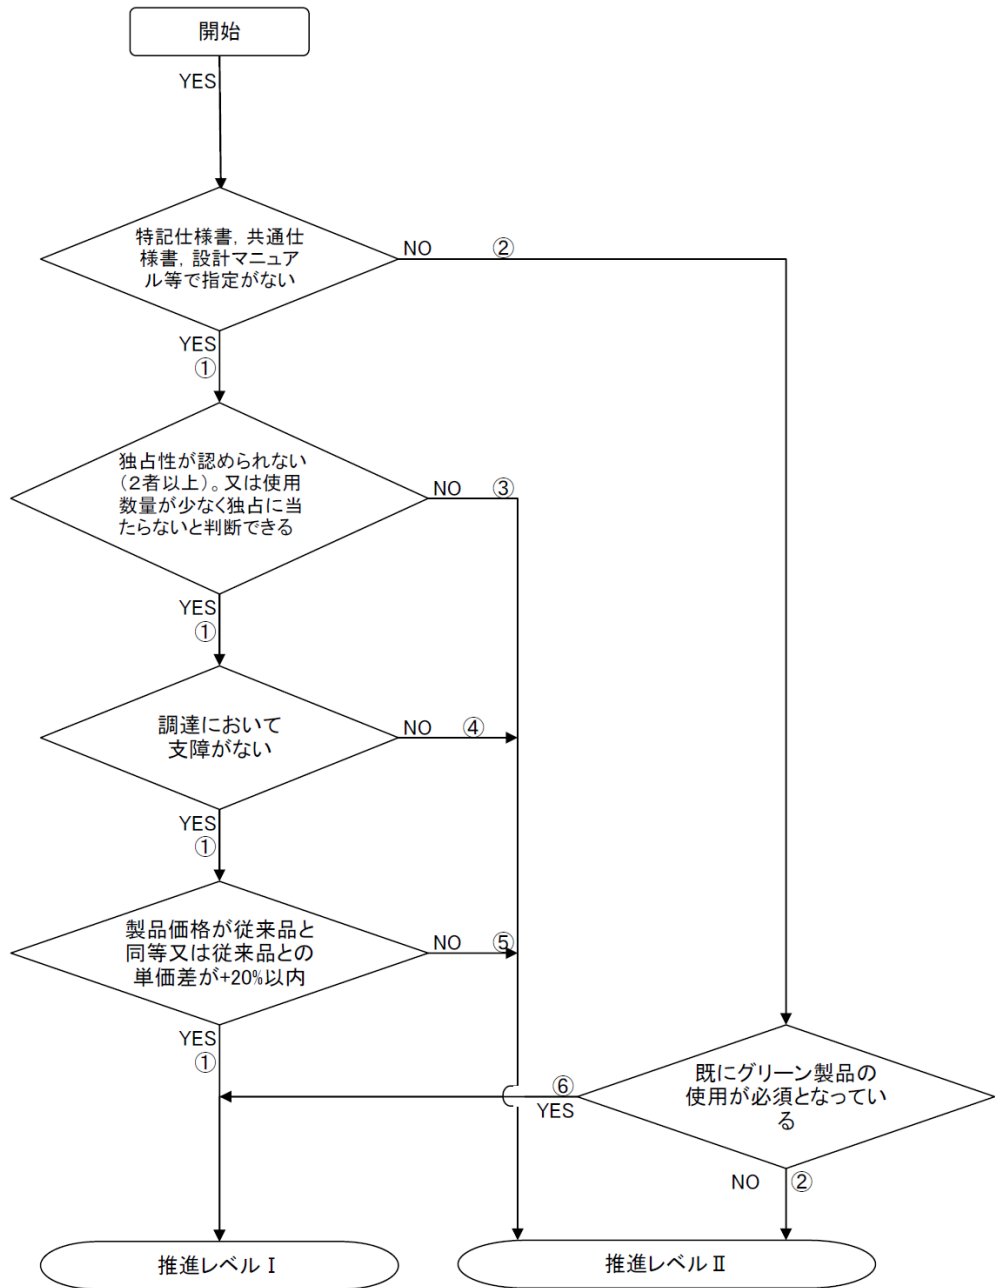 開始
YES
特記仕様書, 共通仕
様書, 設計マニュア
ル等で指定がない
NO ②
YES
①
独占性が認められない
(2者以上)。又は使用
数量が少なく独占に当
たらないと判断できる
NO ③
YES
①
調達において
支障がない
NO ④
YES
①
製品価格が従来品と
同等又は従来品との
単価差が+20%以内
NO ⑤
YES
①
既にグリーン製品の
使用が必須となってい
る
⑥
YES
NO ②
推進レベル Ⅰ
推進レベル Ⅱ